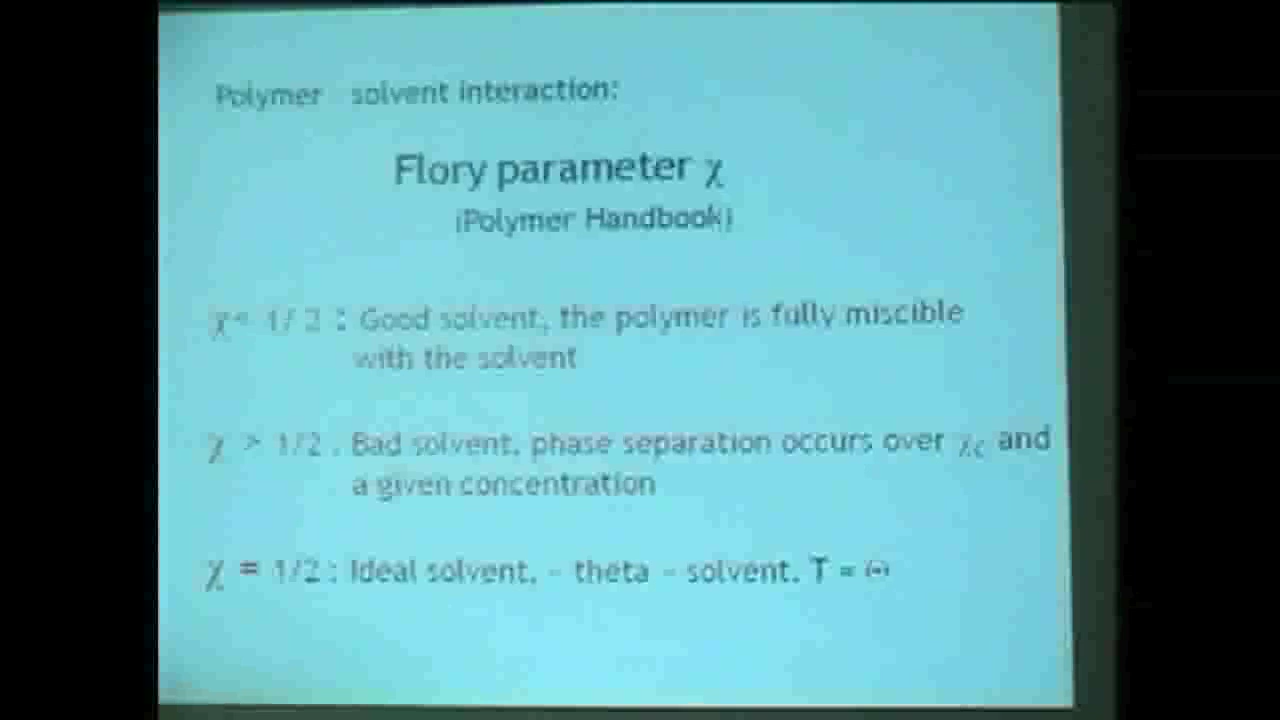 Polymer solvent interaction:
Flory parameter χ
(Polymer Handbook)
χ < 1/2 : Good solvent, the polymer is fully miscible
with the solvent
χ > 1/2 : Bad solvent, phase separation occurs over χc and
a given concentration
χ = 1/2 : Ideal solvent, - theta - solvent. T = Θ